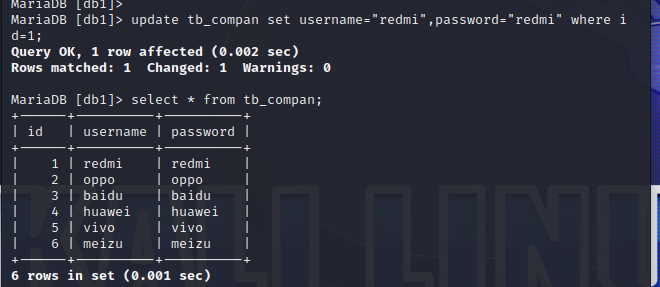 MariaDB [db1]>
MariaDB [db1]> update tb_compan set username="redmi",password="redmi" where i
d=1;
Query OK, 1 row affected (0.002 sec)
Rows matched: 1  Changed: 1  Warnings: 0
MariaDB [db1]> select * from tb_compan;
+------+----------+----------+
| id   | username | password |
+------+----------+----------+
|    1 | redmi    | redmi    |
|    2 | oppo     | oppo     |
|    3 | baidu    | baidu    |
|    4 | huawei   | huawei   |
|    5 | vivo     | vivo     |
|    6 | meizu    | meizu    |
+------+----------+----------+
6 rows in set (0.001 sec)
KALI LINU